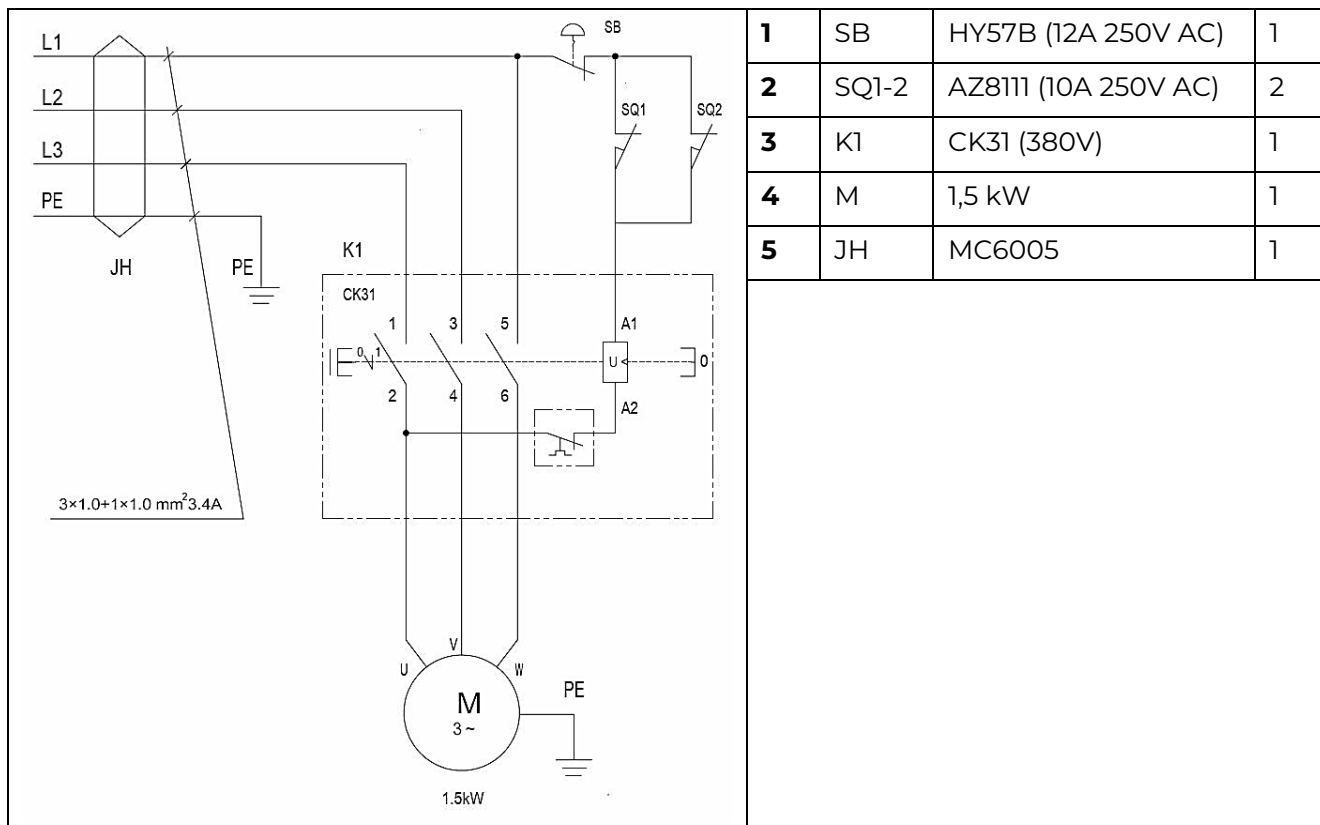 L1
L2
L3
PE
JH
PE
SB
SQ1
SQ2
K1
CK31
1
3
5
A1
0
1
U<
0
2
4
6
A2
3×1.0+1×1.0 mm²3.4A
U
V
W
M
3~
PE
1.5kW
1 SB HY57B (12A 250V AC) 1
2 SQ1-2 AZ8111 (10A 250V AC) 2
3 K1 CK31 (380V) 1
4 M 1,5 kW 1
5 JH MC6005 1